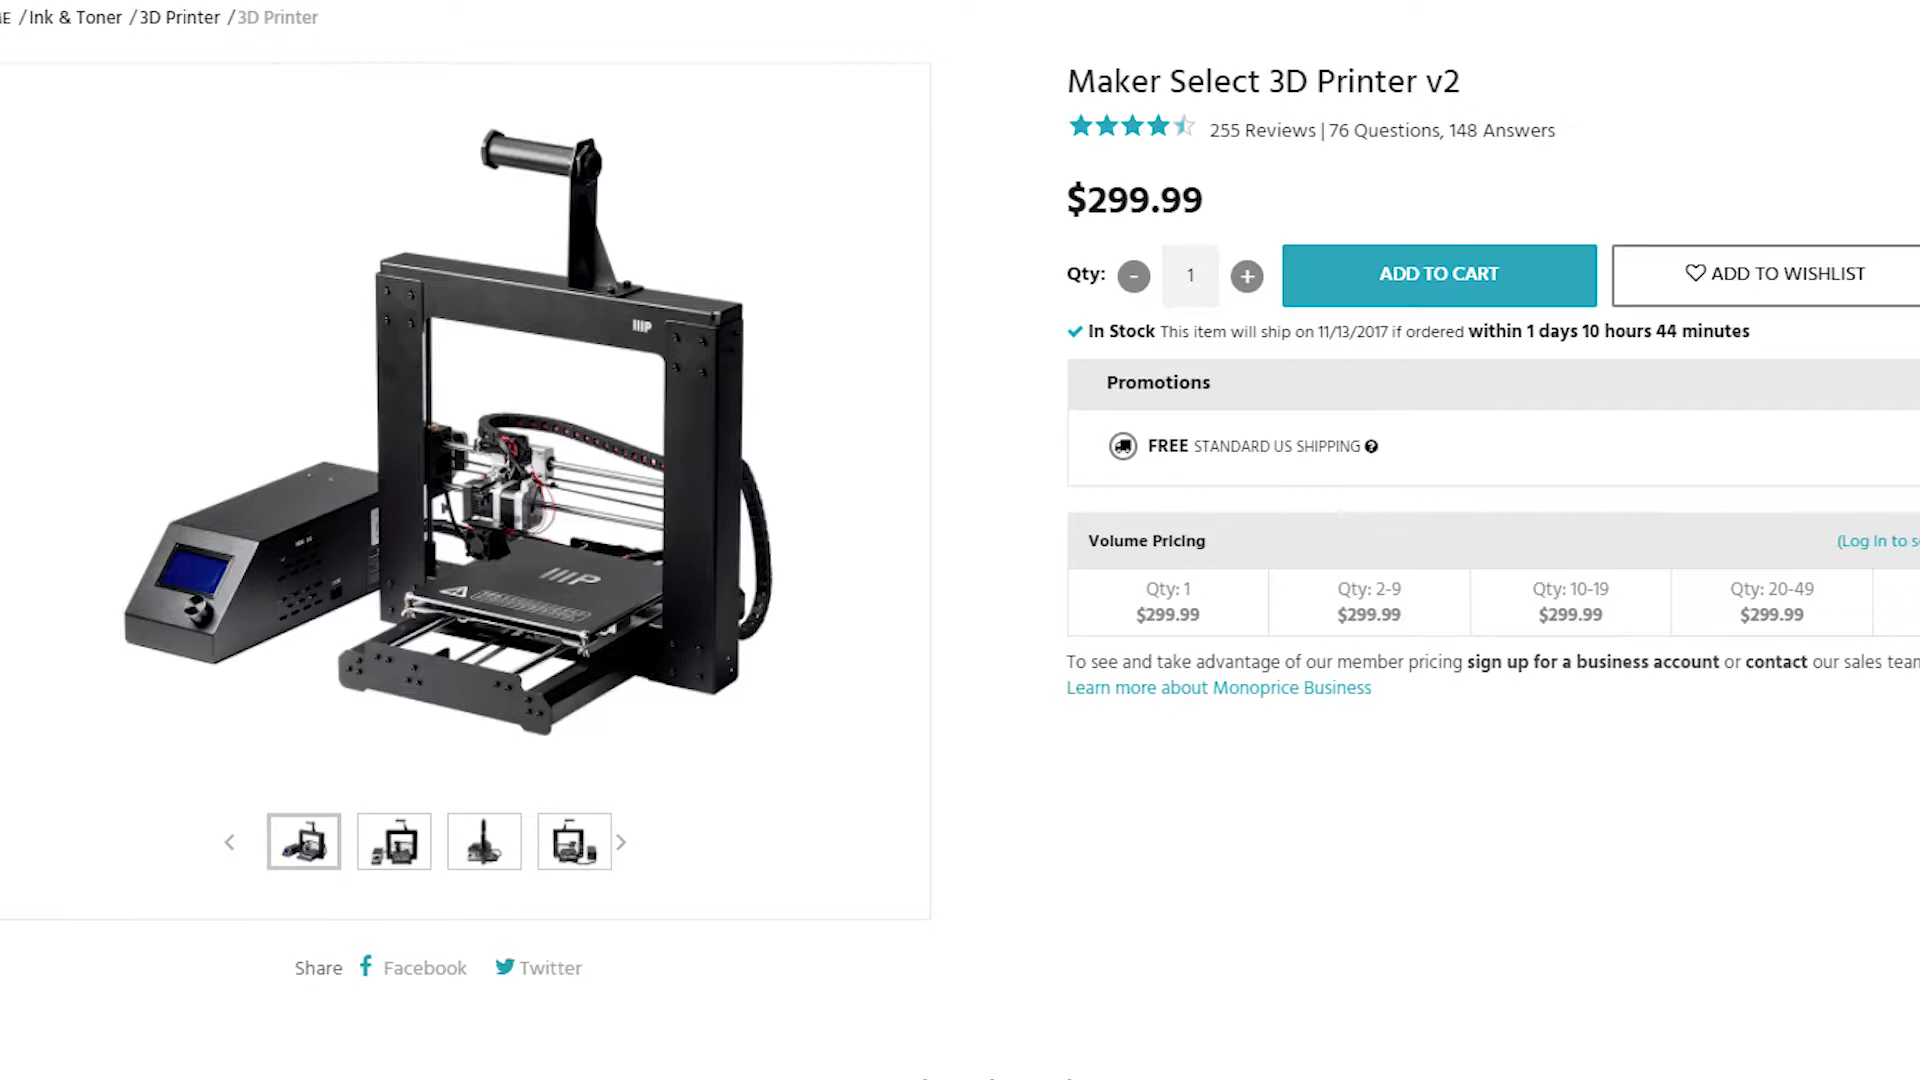 /Ink & Toner /3D Printer /3D Printer
Maker Select 3D Printer v2
255 Reviews | 76 Questions, 148 Answers
$299.99
Qty: - 1 + ADD TO CART ADD TO WISHLIST
In Stock This item will ship on 11/13/2017 if ordered within 1 days 10 hours 44 minutes
Promotions
FREE STANDARD US SHIPPING ?
Volume Pricing (Log in to s
Qty: 1 Qty: 2-9 Qty: 10-19 Qty: 20-49
$299.99 $299.99 $299.99 $299.99
To see and take advantage of our member pricing sign up for a business account or contact our sales team
Learn more about Monoprice Business
IIIP
IIIP
Share Facebook Twitter